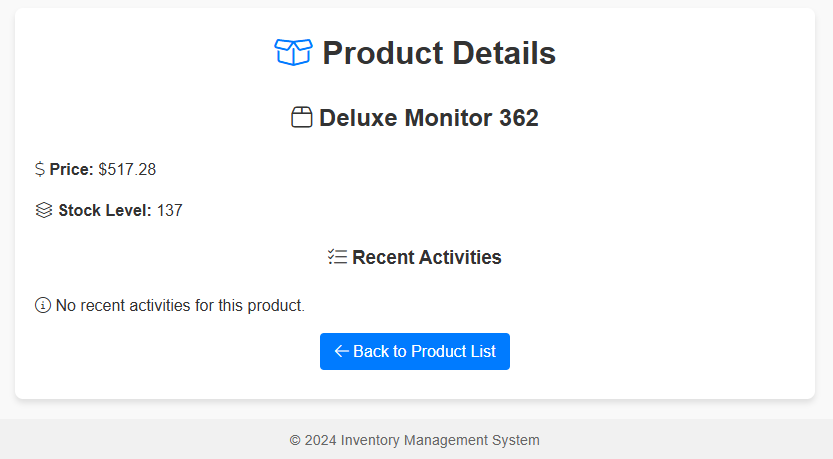 Product Details
Deluxe Monitor 362
$ Price: $517.28
Stock Level: 137
Recent Activities
No recent activities for this product.
Back to Product List
© 2024 Inventory Management System